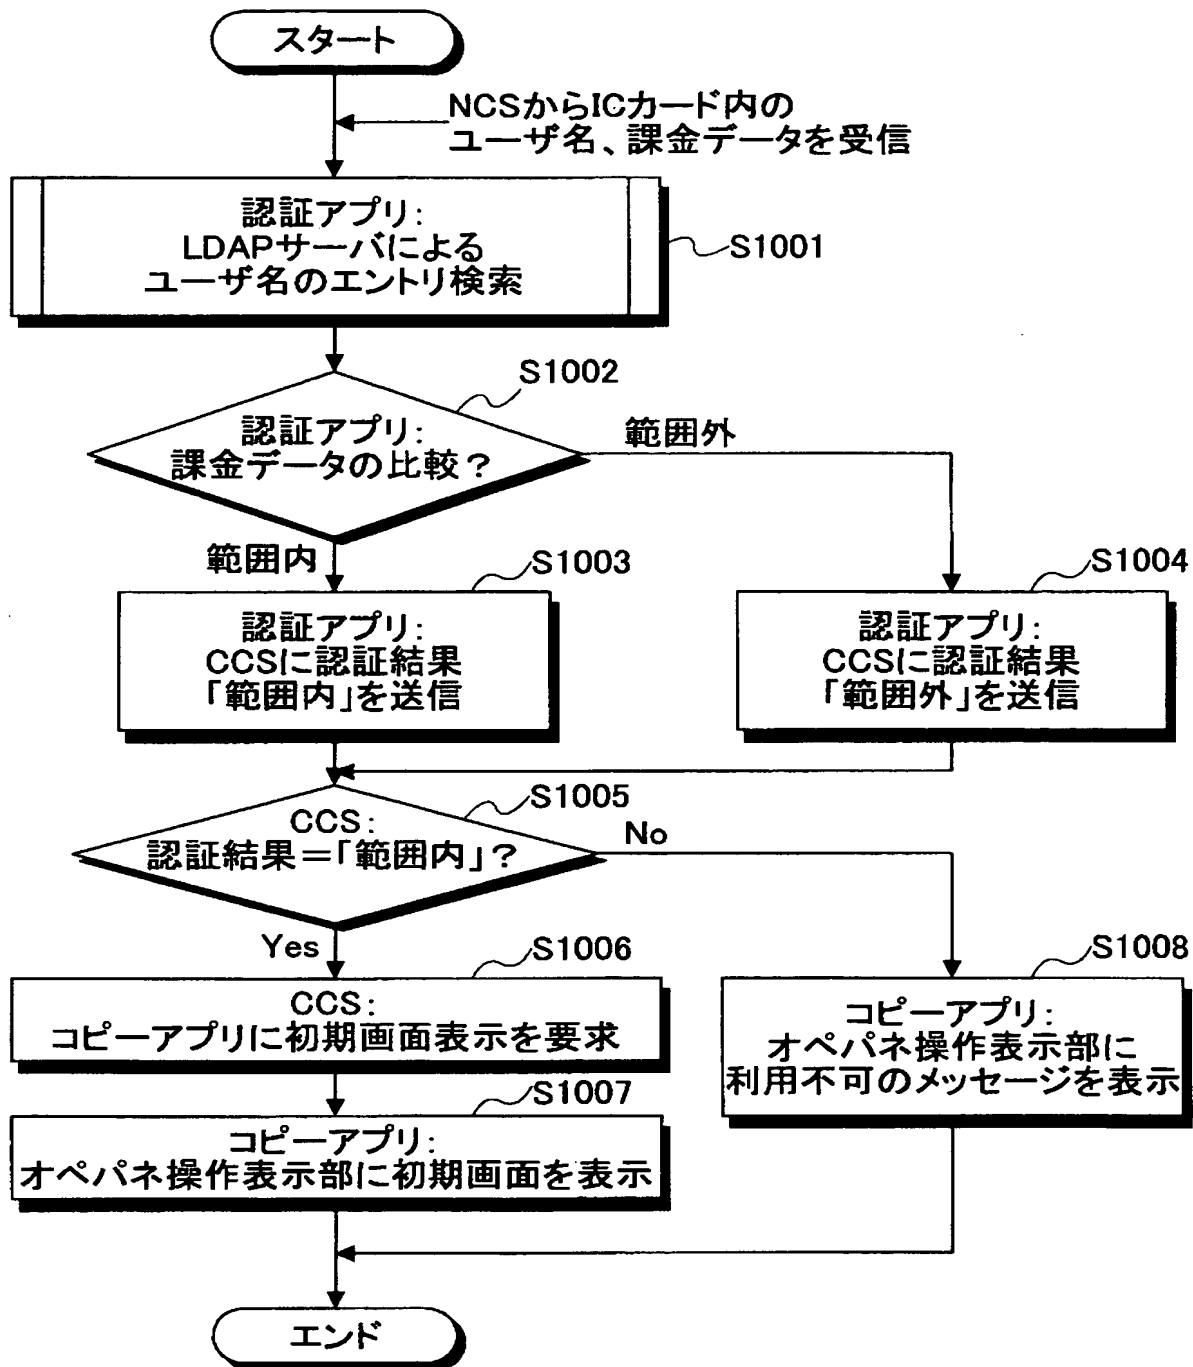 スタート
NCSからICカード内の
ユーザ名、課金データを受信
認証アプリ:
LDAPサーバによる
ユーザ名のエントリ検索
S1001
S1002
認証アプリ:
課金データの比較?
範囲外
範囲内
S1003
認証アプリ:
CCSに認証結果
「範囲内」を送信
S1004
認証アプリ:
CCSに認証結果
「範囲外」を送信
S1005
CCS:
認証結果=「範囲内」?
No
Yes
S1006
CCS:
コピーアプリに初期画面表示を要求
S1008
コピーアプリ:
オペパネ操作表示部に
利用不可のメッセージを表示
S1007
コピーアプリ:
オペパネ操作表示部に初期画面を表示
エンド